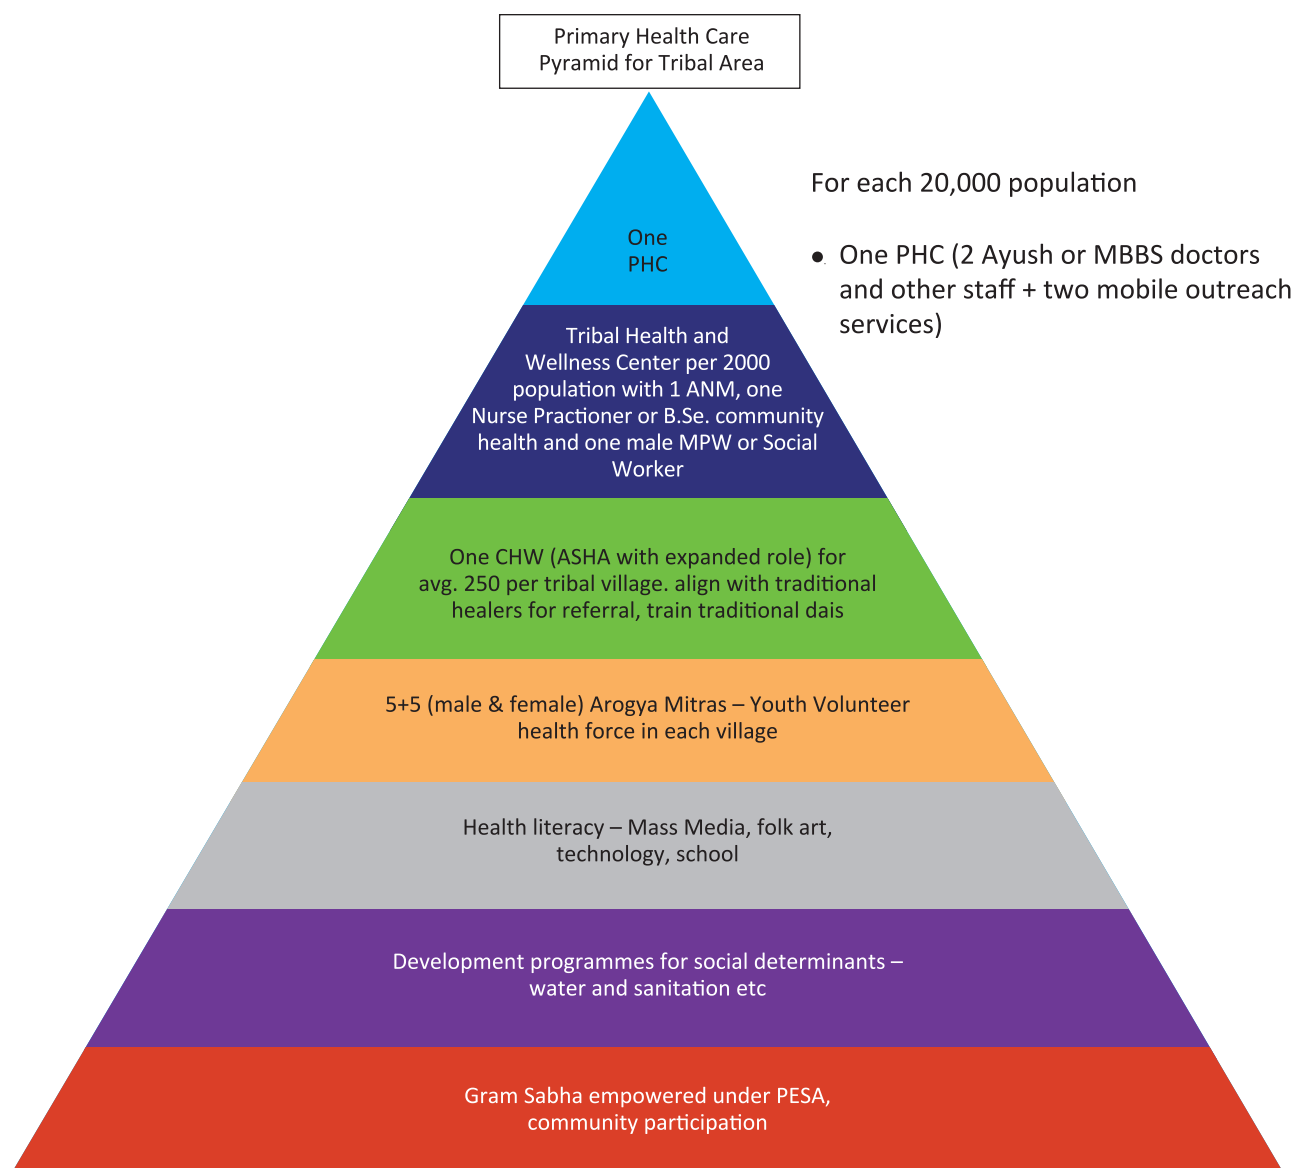 Primary Health Care
Pyramid for Tribal Area
For each 20,000 population
• One PHC (2 Ayush or MBBS doctors
and other staff + two mobile outreach
services)
One
PHC
Tribal Health and
Wellness Center per 2000
population with 1 ANM, one
Nurse Practioner or B.Se. community
health and one male MPW or Social
Worker
One CHW (ASHA with expanded role) for
avg. 250 per tribal village. align with traditional
healers for referral, train traditional dais
5+5 (male & female) Arogya Mitras – Youth Volunteer
health force in each village
Health literacy – Mass Media, folk art,
technology, school
Development programmes for social determinants –
water and sanitation etc
Gram Sabha empowered under PESA,
community participation